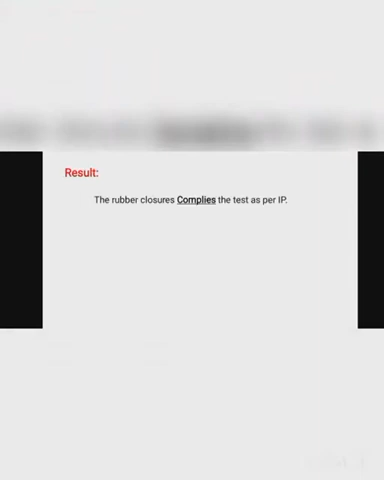 Result:
The rubber closures Complies the test as per IP.